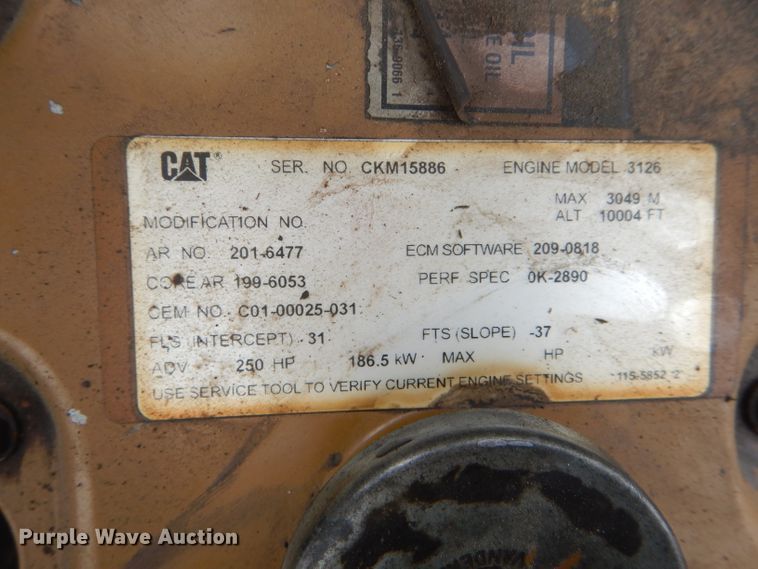 CAT® SER. NO. CKM15886 ENGINE MODEL 3126
MAX 3049 M
ALT 10004 FT
MODIFICATION NO.
AR NO. 201-6477 ECM SOFTWARE 209-0818
CORE AR 199-6053 PERF SPEC 0K-2890
OEM NO. C01-00025-031
FLS (INTERCEPT) 31 FTS (SLOPE) -37
ADV 250 HP 186.5 kW MAX HP kW
USE SERVICE TOOL TO VERIFY CURRENT ENGINE SETTINGS 115-5852 2
OIL
Purple Wave Auction